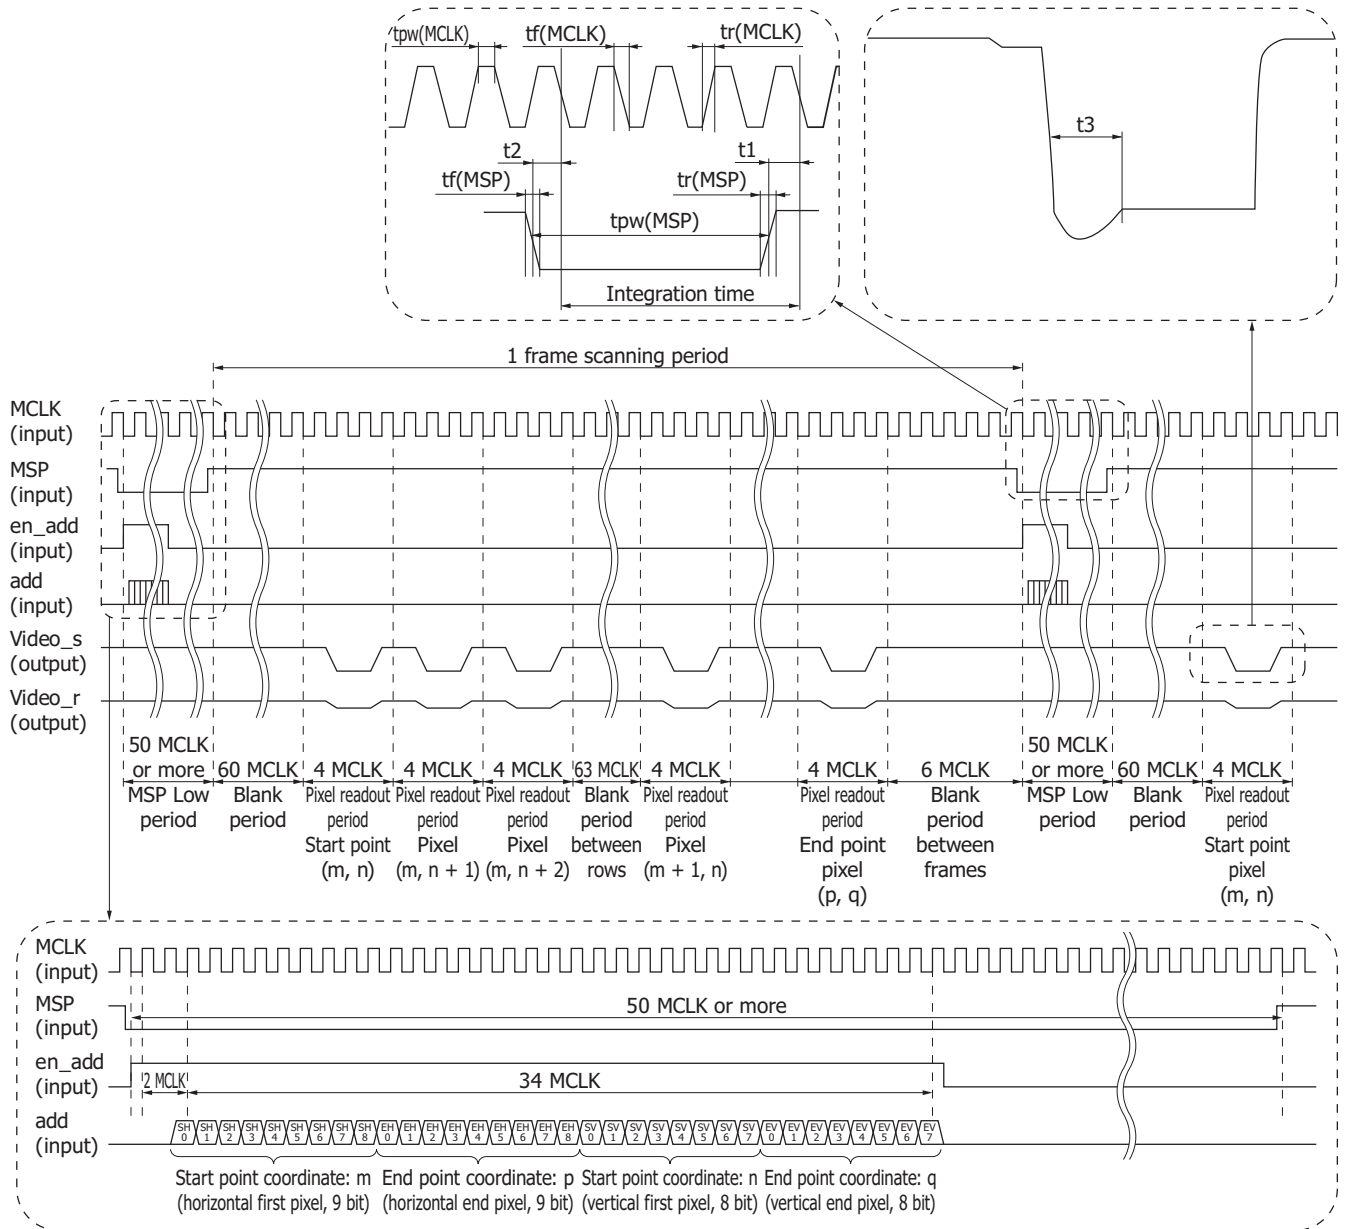 tpw(MCLK) tf(MCLK) tr(MCLK)
t2 t1
tf(MSP) tr(MSP)
tpw(MSP)
Integration time
t3
1 frame scanning period
MCLK
(input)
MSP
(input)
en_add
(input)
add
(input)
Video_s
(output)
Video_r
(output)
50 MCLK
or more
MSP Low
period
60 MCLK
Blank
period
4 MCLK
Pixel readout
period
Start point
(m, n)
4 MCLK
Pixel readout
period
Pixel
(m, n + 1)
4 MCLK
Pixel readout
period
Pixel
(m, n + 2)
63 MCLK
Blank
period
between
rows
4 MCLK
Pixel readout
period
Pixel
(m + 1, n)
4 MCLK
Pixel readout
period
End point
pixel
(p, q)
6 MCLK
Blank
period
between
frames
50 MCLK
or more
MSP Low
period
60 MCLK
Blank
period
4 MCLK
Pixel readout
period
Start point
pixel
(m, n)
MCLK
(input)
MSP
(input)
50 MCLK or more
en_add
(input)
2 MCLK
34 MCLK
add
(input)
SH SH SH SH SH SH SH SH SH EH EH EH EH EH EH EH EH EH SV SV SV SV SV SV SV SV EV EV EV EV EV EV EV EV
0 1 2 3 4 5 6 7 8 0 1 2 3 4 5 6 7 8 0 1 2 3 4 5 6 7 0 1 2 3 4 5 6 7
Start point coordinate: m
(horizontal first pixel, 9 bit)
End point coordinate: p
(horizontal end pixel, 9 bit)
Start point coordinate: n
(vertical first pixel, 8 bit)
End point coordinate: q
(vertical end pixel, 8 bit)